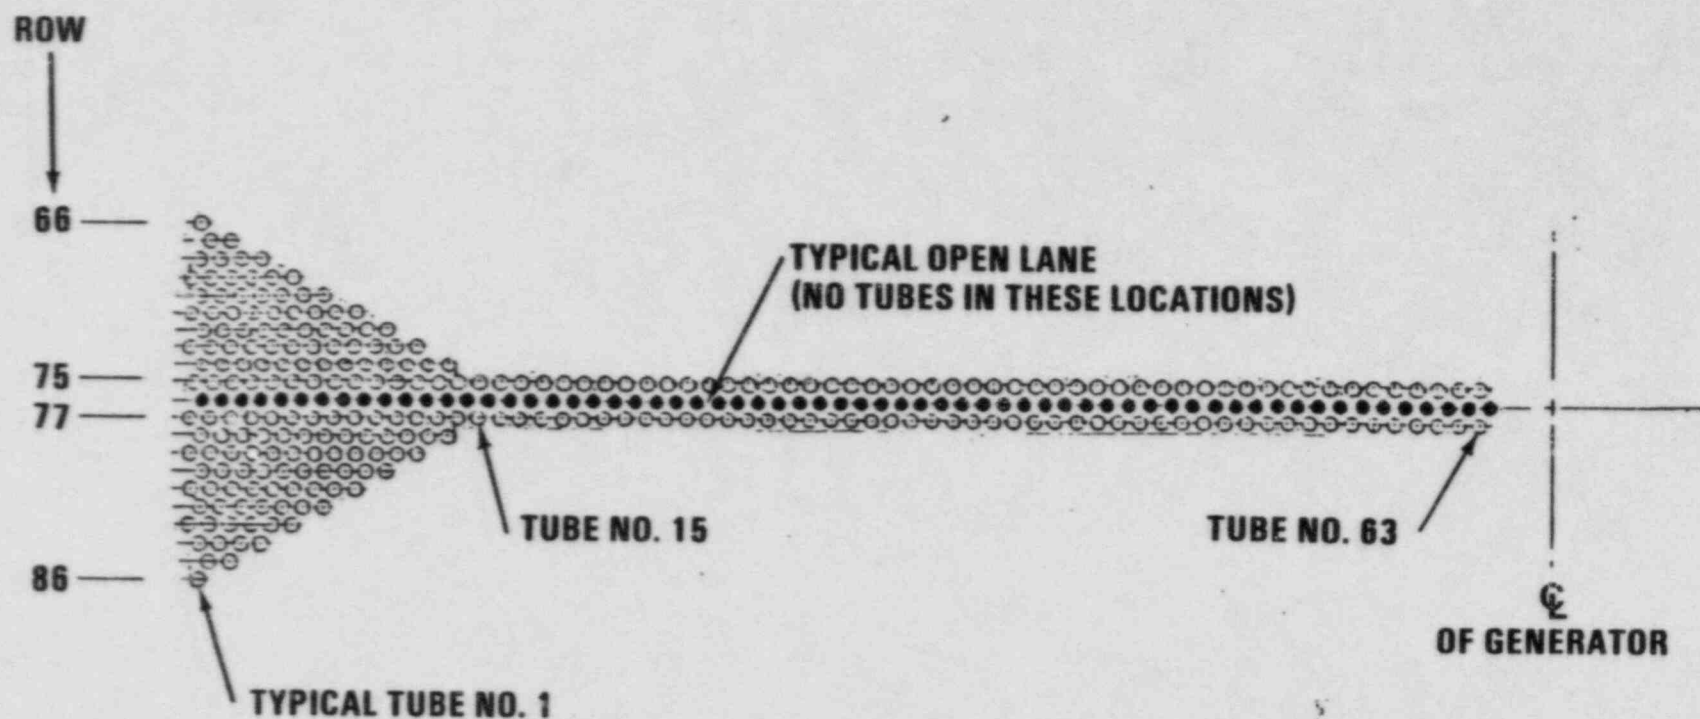 ROW
66
TYPICAL OPEN LANE
(NO TUBES IN THESE LOCATIONS)
75
77
TUBE NO. 15
TUBE NO. 63
86
℄
OF GENERATOR
TYPICAL TUBE NO. 1